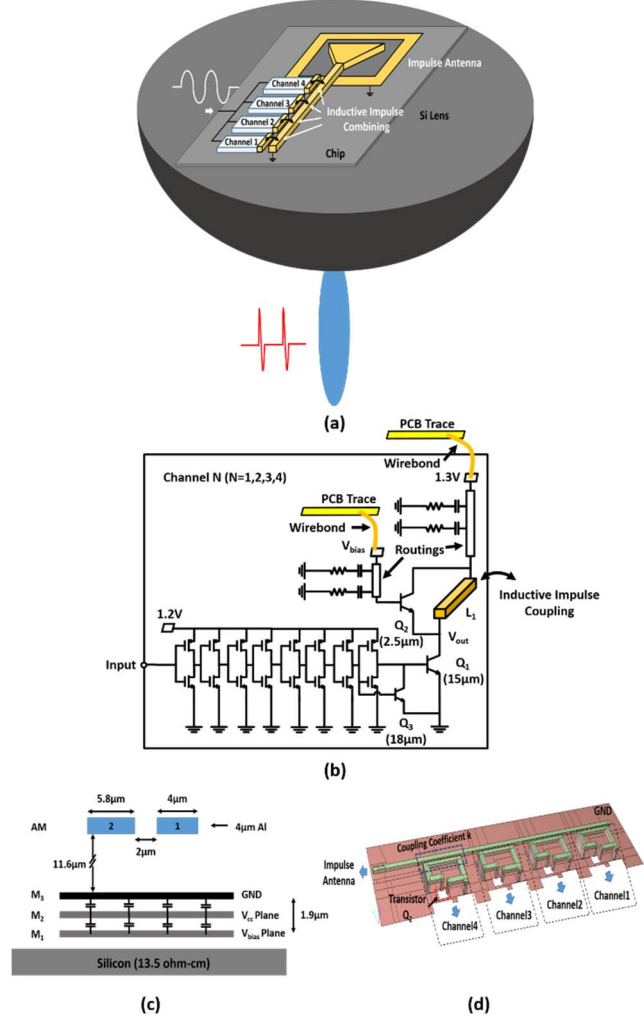 Impulse Antenna
Channel 4
Channel 3
Channel 2
Channel 1
Inductive Impulse
Combining
Si Lens
Chip
(a)
PCB Trace
Wirebond
1.3V
Channel N (N=1,2,3,4)
PCB Trace
Wirebond
Vbias
Routings
Inductive Impulse
Coupling
L1
1.2V
Q2
(2.5μm)
Vout
Input
Q1
(15μm)
Q3
(18μm)
(b)
5.8μm
4μm
AM
2
1
4μm Al
2μm
11.6μm
M3
GND
M2
Vcc Plane
1.9μm
M1
Vbias Plane
Silicon (13.5 ohm-cm)
(c)
GND
Coupling Coefficient k
Impulse
Antenna
Transistor
Q2
Channel1
Channel2
Channel3
Channel4
(d)